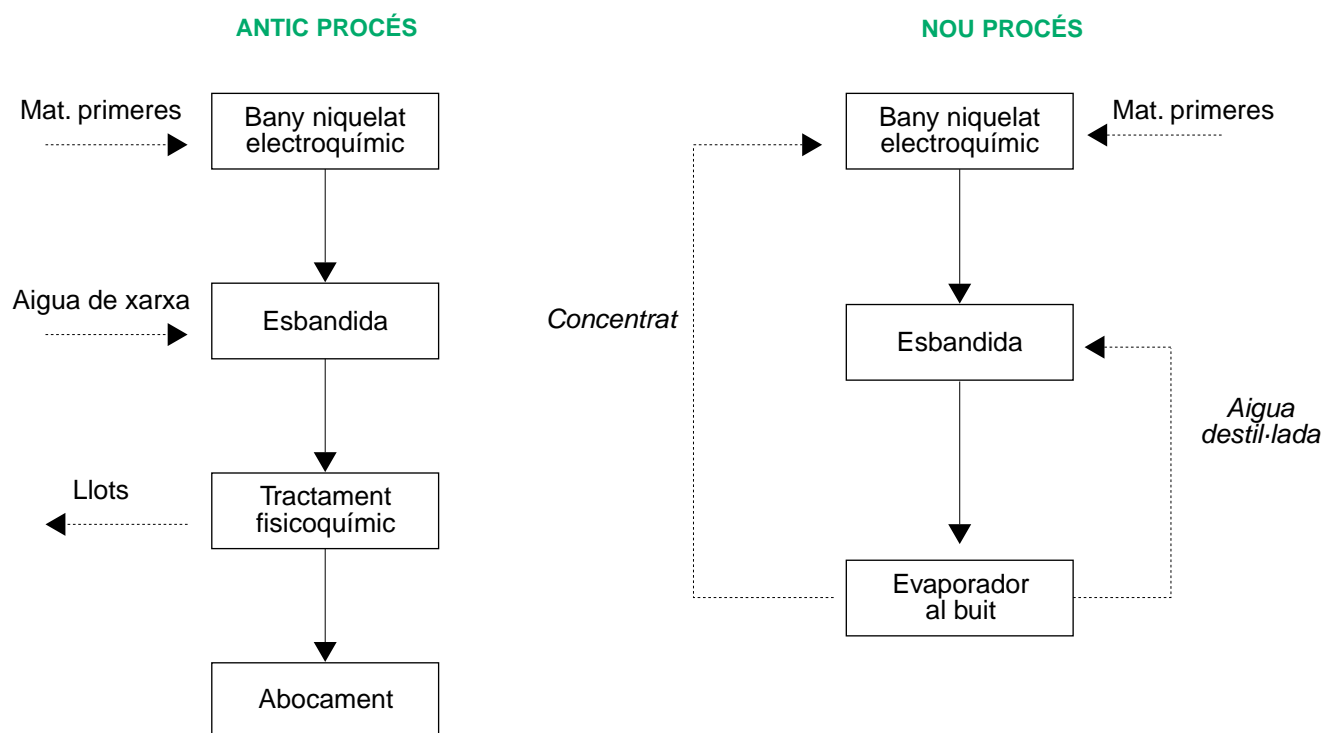 ANTIC PROCÉS
Mat. primeres
Bany niquelat
electroquímic
Aigua de xarxa
Esbandida
Llots
Tractament
fisicoquímic
Abocament
NOU PROCÉS
Bany niquelat
electroquímic
Mat. primeres
Concentrat
Esbandida
Aigua
destil·lada
Evaporador
al buit